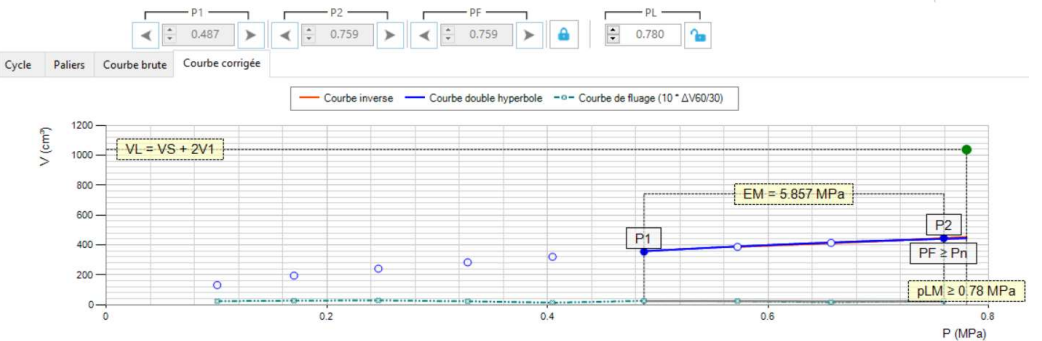 P1 P2 PF PL
0.487 0.759 0.759 0.780
Cycle Paliers Courbe brute Courbe corrigée
Courbe inverse Courbe double hyperbole Courbe de fluage (10 * ΔV60/30)
V (cm³)
1200
1000
800
600
400
200
0
VL = VS + 2V1
EM = 5.857 MPa
P1
P2
PF ≥ Pn
pLM ≥ 0.78 MPa
0 0.2 0.4 0.6 0.8
P (MPa)